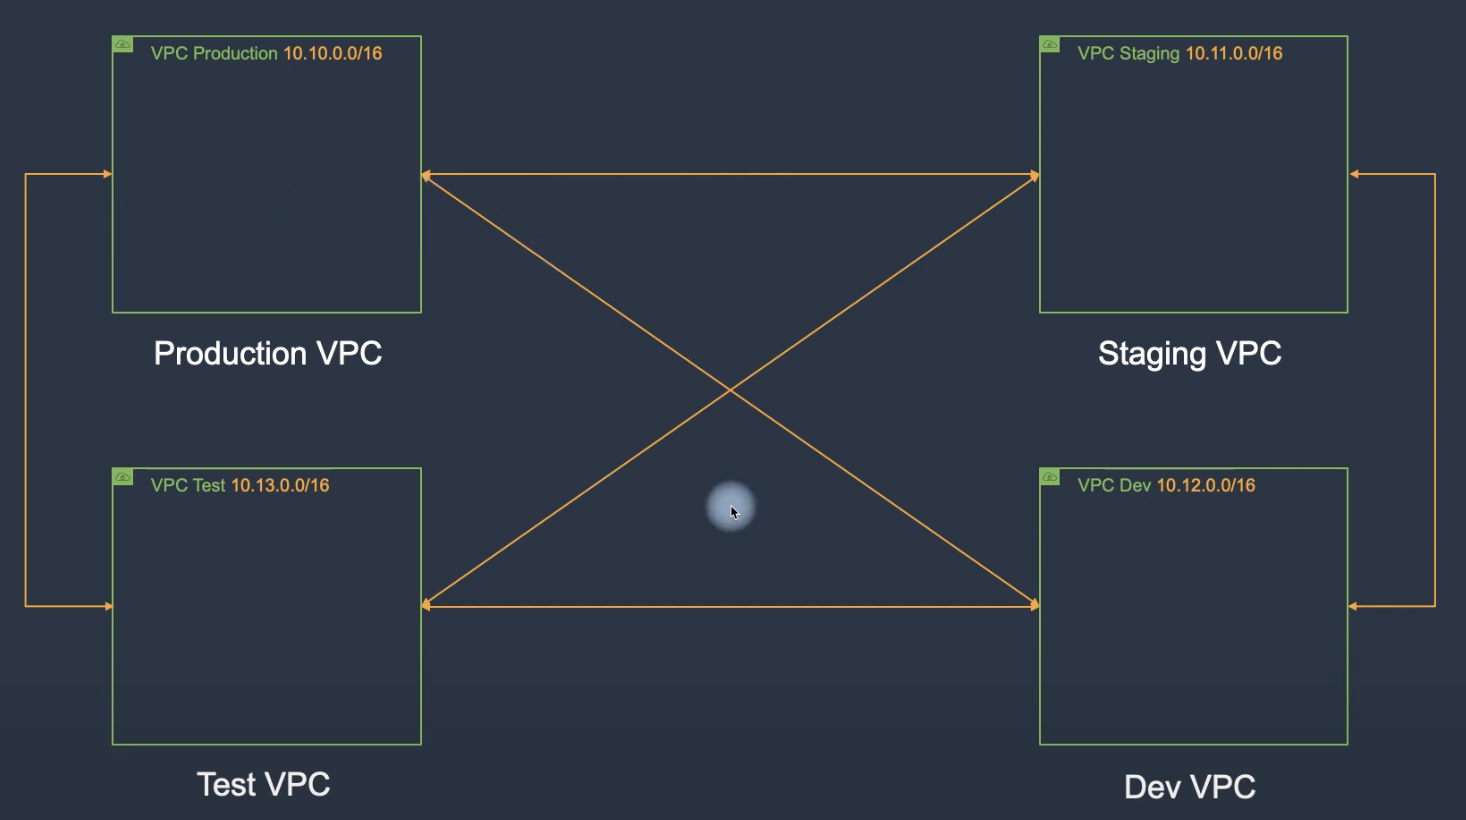 VPC Production 10.10.0.0/16
VPC Staging 10.11.0.0/16
Production VPC
Staging VPC
VPC Test 10.13.0.0/16
VPC Dev 10.12.0.0/16
Test VPC
Dev VPC